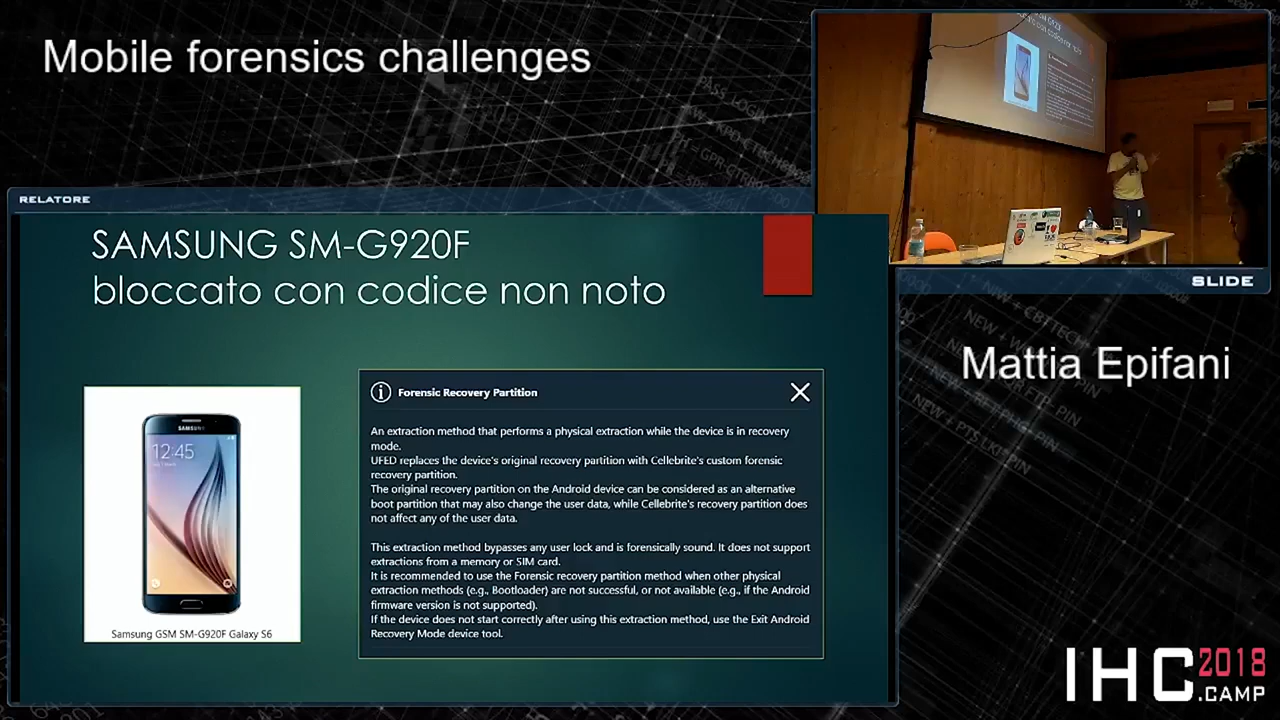 Mobile forensics challenges
RELATORE
SAMSUNG SM-G920F
bloccato con codice non noto
SAMSUNG
12:45
Samsung GSM SM-G920F Galaxy S6
Forensic Recovery Partition
An extraction method that performs a physical extraction while the device is in recovery
mode.
UFED replaces the device's original recovery partition with Cellebrite's custom forensic
recovery partition.
The original recovery partition on the Android device can be considered as an alternative
boot partition that may also change the user data, while Cellebrite's recovery partition does
not affect any of the user data.
This extraction method bypasses any user lock and is forensically sound. It does not support
extractions from a memory or SIM card.
It is recommended to use the Forensic recovery partition method when other physical
extraction methods (e.g., Bootloader) are not successful, or not available (e.g., if the Android
firmware version is not supported).
If the device does not start correctly after using this extraction method, use the Exit Android
Recovery Mode device tool.
SLIDE
Mattia Epifani
IHC 2018
.CAMP